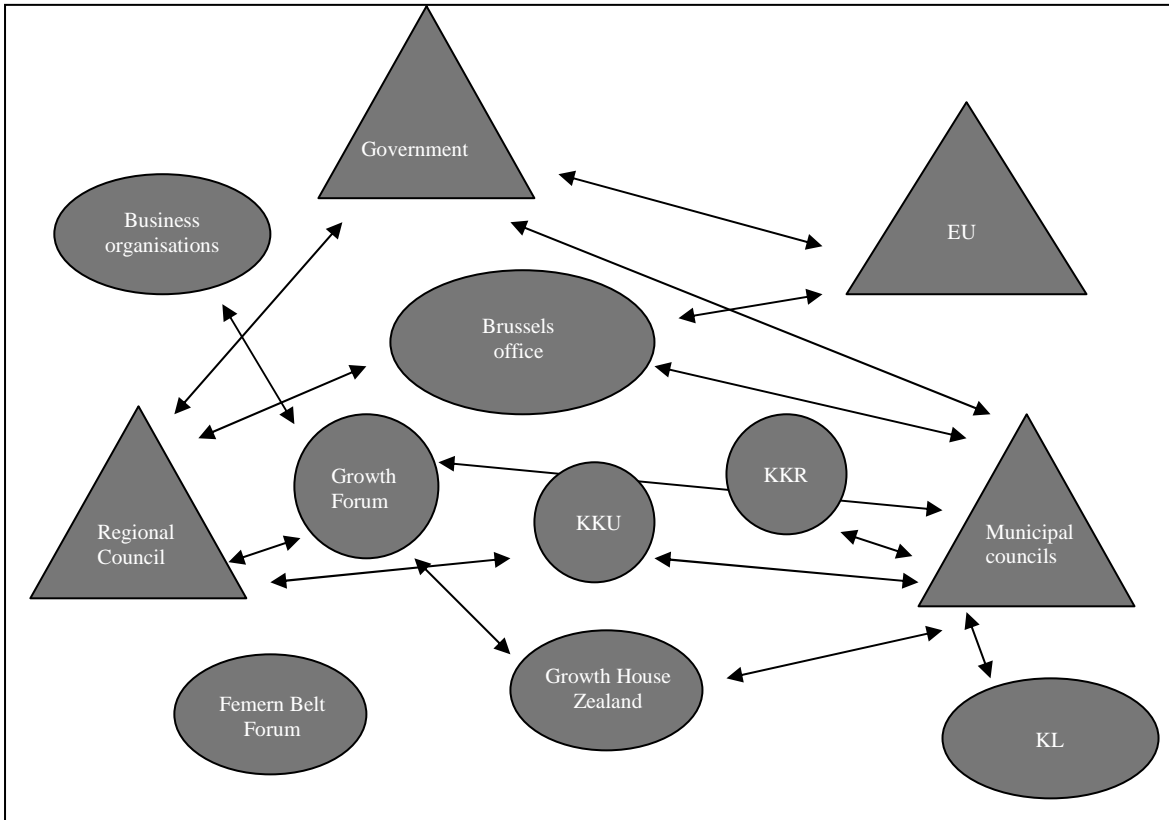 Government
Business
organisations
EU
Brussels
office
Growth
Forum
KKR
KKU
Regional
Council
Municipal
councils
Growth House
Zealand
Femern Belt
Forum
KL